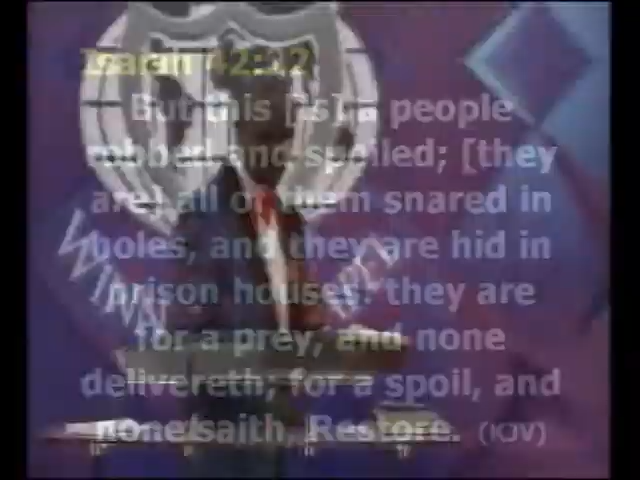 Isaiah 42:22
But this [is] a people
robbed and spoiled; [they
are] all of them snared in
holes, and they are hid in
prison houses: they are
for a prey, and none
delivereth; for a spoil, and
none saith, Restore. (KJV)